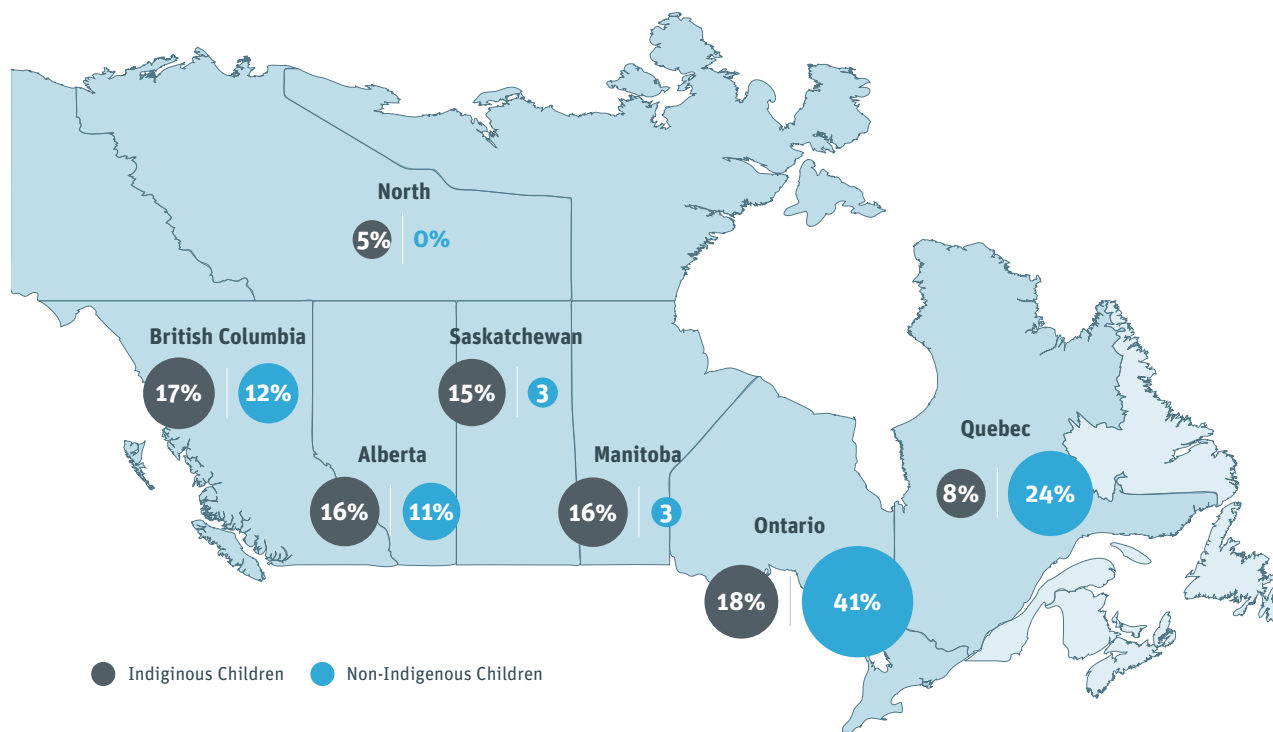 North
5% 0%
British Columbia
17% 12%
Saskatchewan
15% 3
Alberta
16% 11%
Manitoba
16% 3
Quebec
8% 24%
Ontario
18% 41%
Indiginous Children Non-Indigenous Children